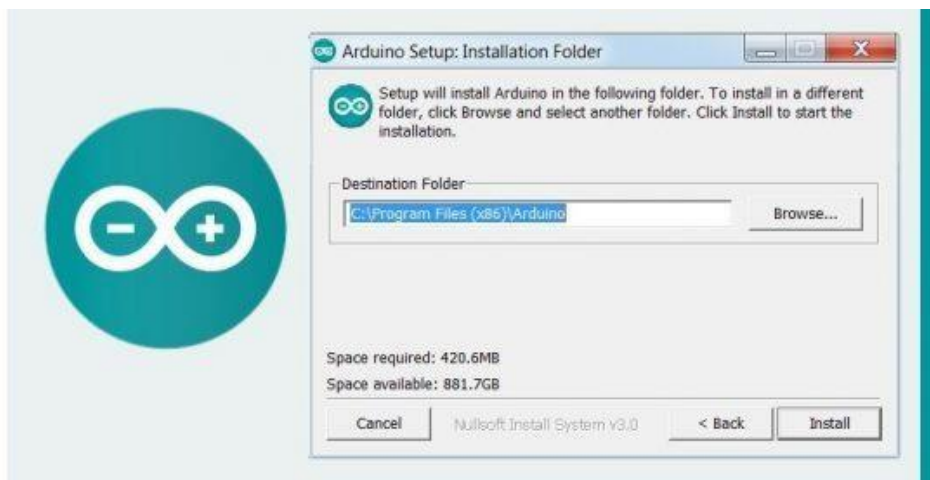 Arduino Setup: Installation Folder
Setup will install Arduino in the following folder. To install in a different
folder, click Browse and select another folder. Click Install to start the
installation.
Destination Folder
C:\Program Files (x86)\Arduino
Browse...
Space required: 420.6MB
Space available: 881.7GB
Cancel
Nullsoft Install System v3.0
< Back
Install